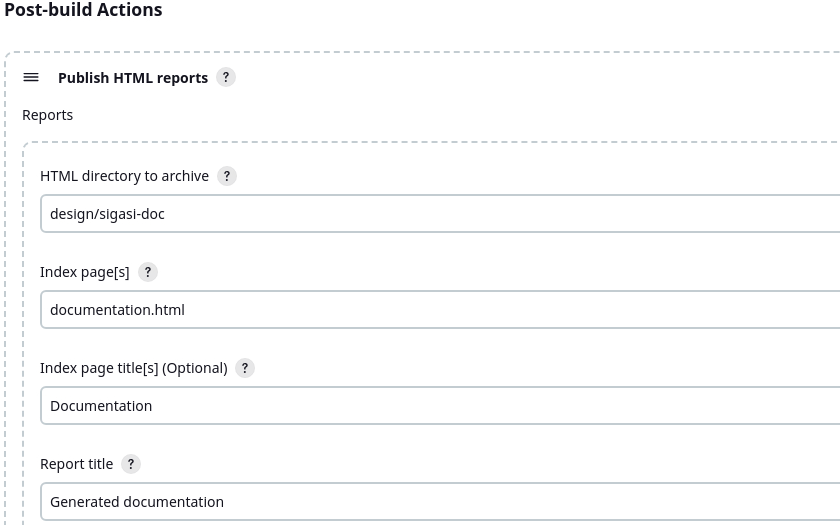 Post-build Actions
Publish HTML reports ?
Reports
HTML directory to archive ?
design/sigasi-doc
Index page[s] ?
documentation.html
Index page title[s] (Optional) ?
Documentation
Report title ?
Generated documentation